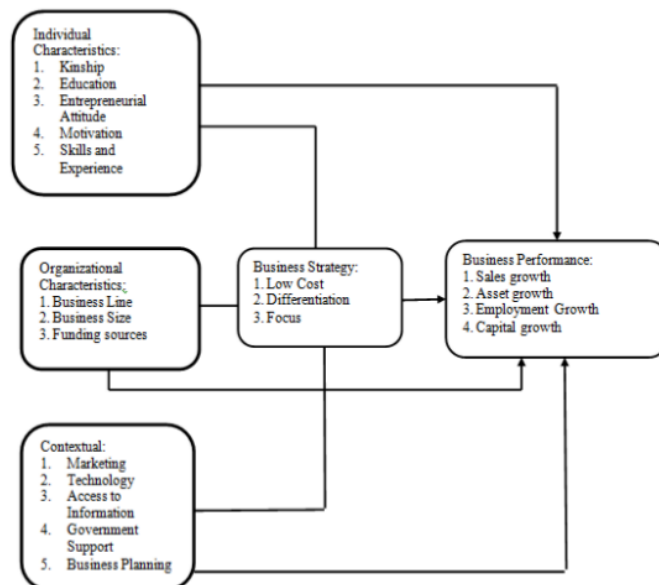 Individual
Characteristics:
1. Kinship
2. Education
3. Entrepreneurial
Attitude
4. Motivation
5. Skills and
Experience
Organizational
Characteristics;
1. Business Line
2. Business Size
3. Funding sources
Business Strategy:
1. Low Cost
2. Differentiation
3. Focus
Business Performance:
1. Sales growth
2. Asset growth
3. Employment Growth
4. Capital growth
Contextual:
1. Marketing
2. Technology
3. Access to
Information
4. Government
Support
5. Business Planning